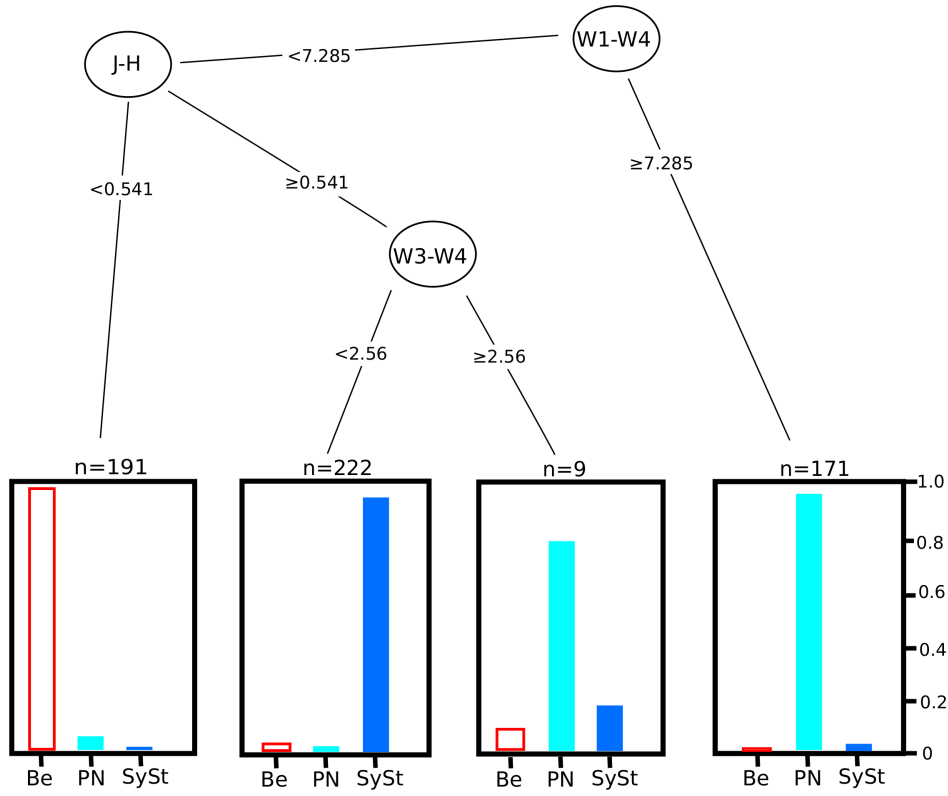 W1-W4
J-H
<7.285
≥7.285
<0.541
≥0.541
W3-W4
<2.56
≥2.56
n=191
n=222
n=9
n=171
1.0
0.8
0.6
0.4
0.2
0
Be PN SySt
Be PN SySt
Be PN SySt
Be PN SySt